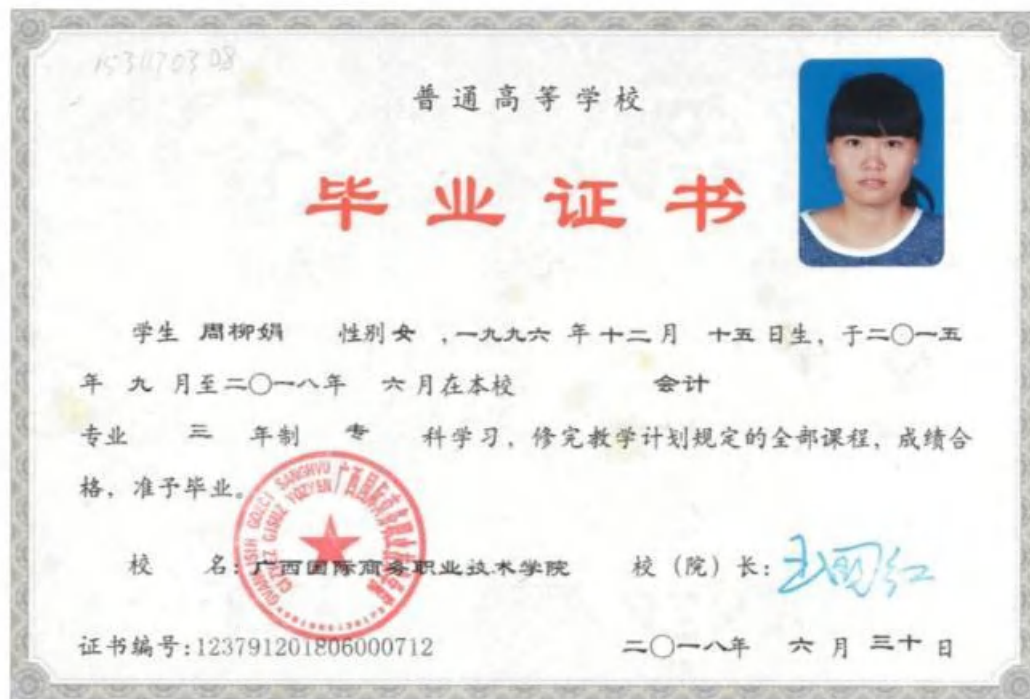 1531170308
普通高等学校
毕业证书
学生 周柳娟 性别 女 ,一九九六 年 十二 月 十五 日生, 于二〇一五
年 九 月至二〇一八年 六 月在本校 会计
专业 三 年制 专 科学习, 修完教学计划规定的全部课程, 成绩合
格, 准予毕业。
校 名: 广西国际商务职业技术学院 校 (院) 长:
证书编号:123791201806000712 二〇一八年 六 月 三十 日